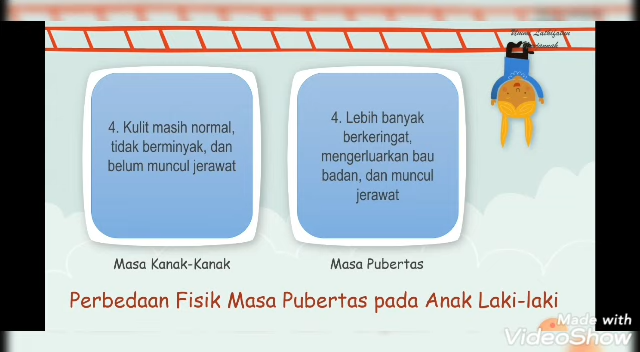 4. Kulit masih normal,
tidak berminyak, dan
belum muncul jerawat
4. Lebih banyak
berkeringat,
mengerluarkan bau
badan, dan muncul
jerawat
Masa Kanak-Kanak
Masa Pubertas
Perbedaan Fisik Masa Pubertas pada Anak Laki-laki
Made with
VideoShow